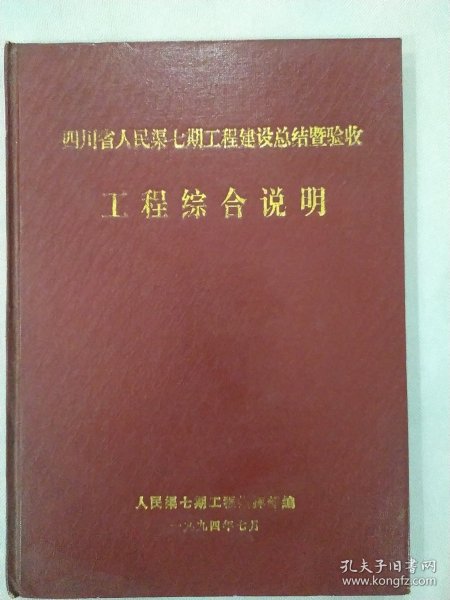 四川省人民渠七期工程建设总结暨验收
工程综合说明
人民渠七期工程 编
一九九四年七月
孔夫子旧书网
www.kongfz.com